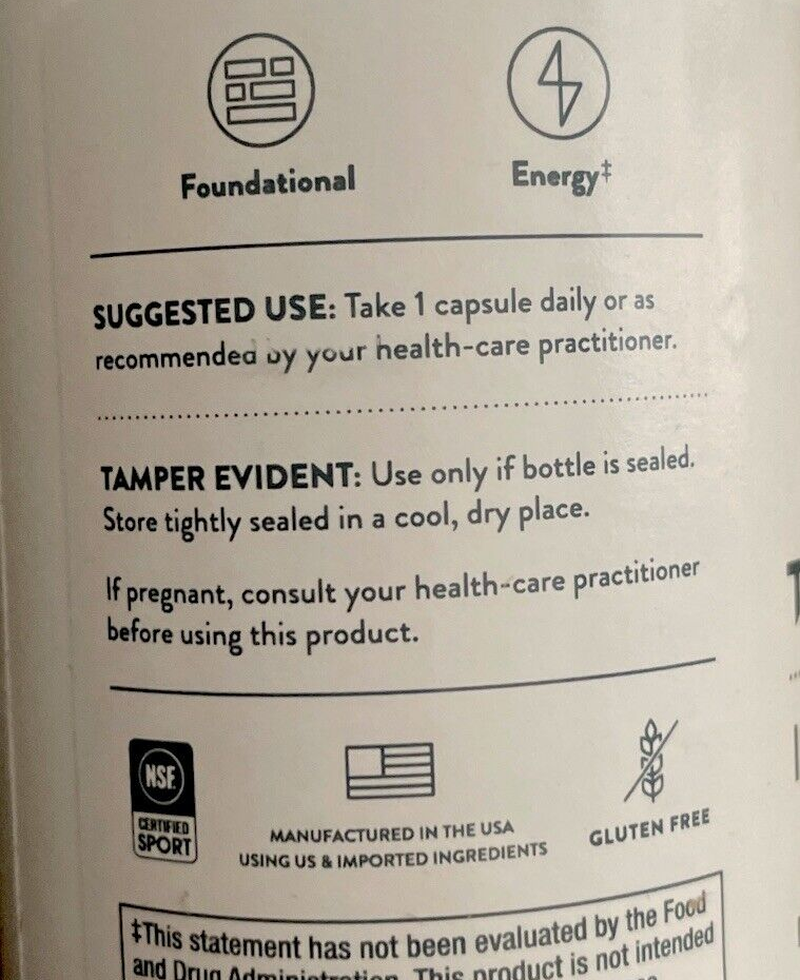 Foundational
Energy‡
SUGGESTED USE: Take 1 capsule daily or as
recommended by your health-care practitioner.
TAMPER EVIDENT: Use only if bottle is sealed.
Store tightly sealed in a cool, dry place.
If pregnant, consult your health-care practitioner
before using this product.
NSF
CERTIFIED
SPORT
MANUFACTURED IN THE USA
USING US & IMPORTED INGREDIENTS
GLUTEN FREE
‡This statement has not been evaluated by the Food
and Drug Administration. This product is not intended